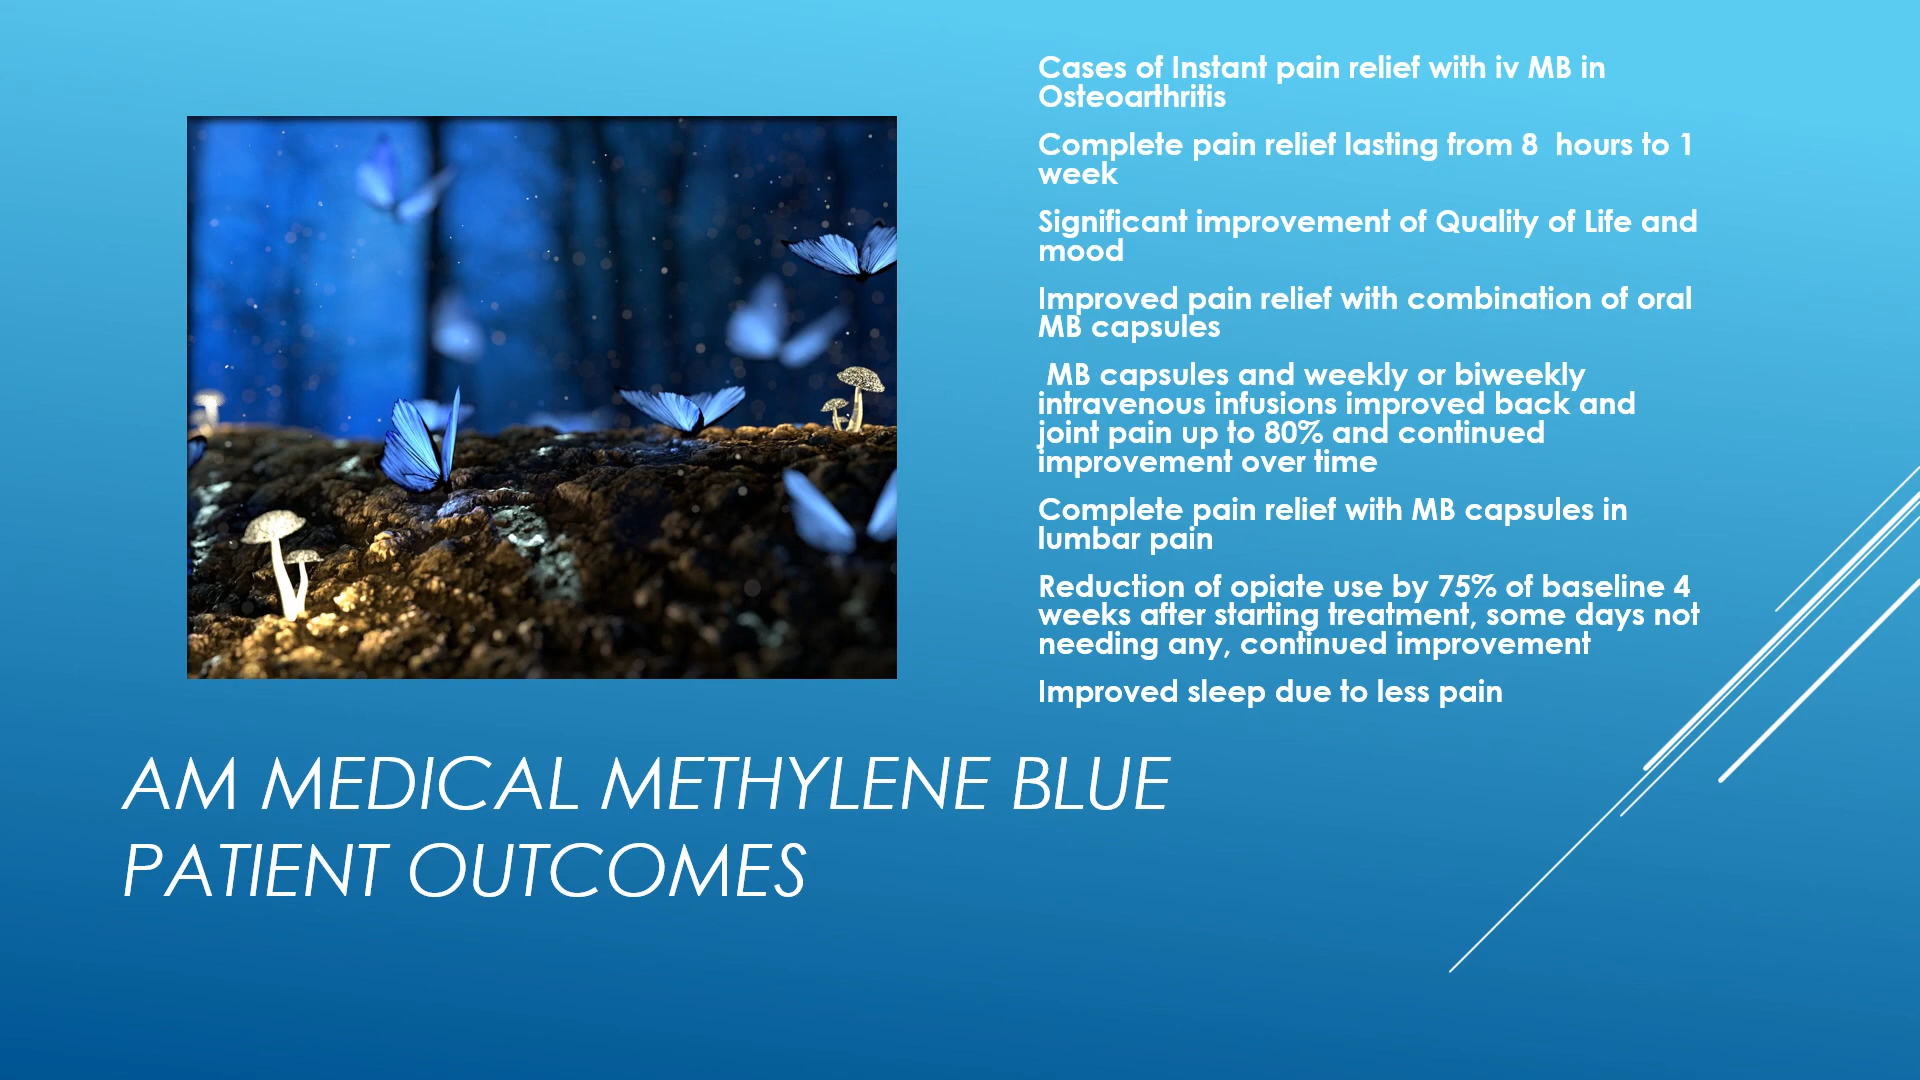 Cases of Instant pain relief with iv MB in
Osteoarthritis
Complete pain relief lasting from 8  hours to 1
week
Significant improvement of Quality of Life and
mood
Improved pain relief with combination of oral
MB capsules
MB capsules and weekly or biweekly
intravenous infusions improved back and
joint pain up to 80% and continued
improvement over time
Complete pain relief with MB capsules in
lumbar pain
Reduction of opiate use by 75% of baseline 4
weeks after starting treatment, some days not
needing any, continued improvement
Improved sleep due to less pain
AM MEDICAL METHYLENE BLUE
PATIENT OUTCOMES